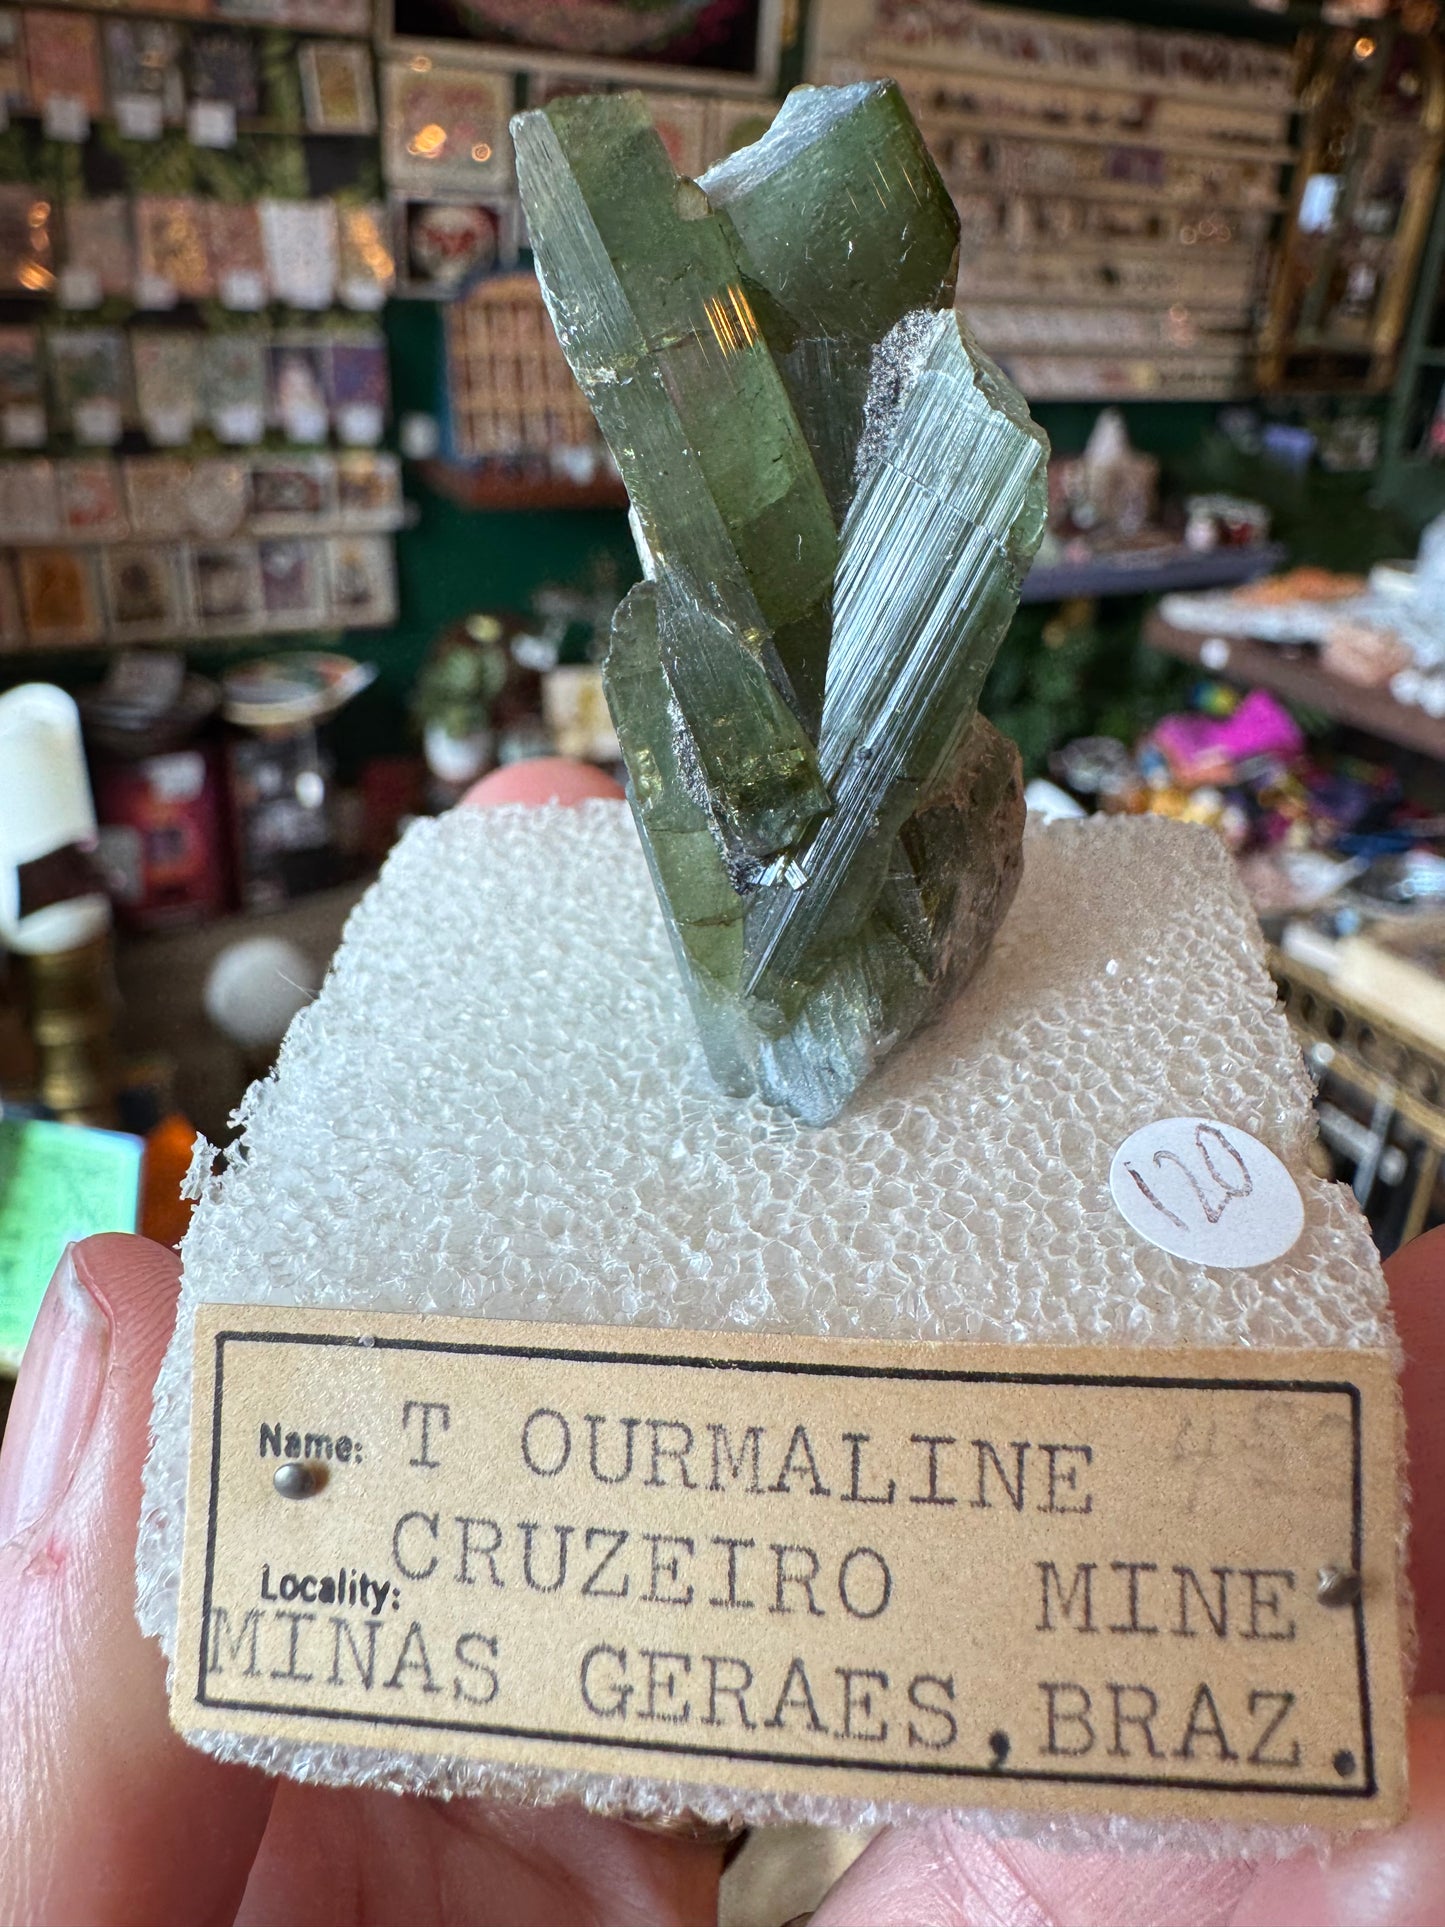 120
Name: T OURMALINE
CRUZEIRO MINE
Locality:
MINAS GERAES, BRAZ.